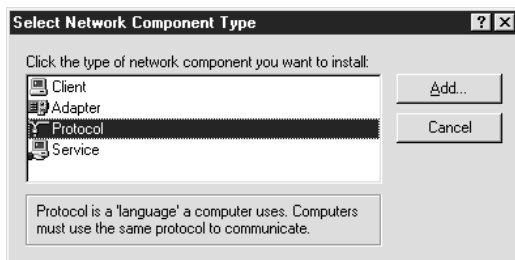 Select Network Component Type
Click the type of network component you want to install:
Client
Adapter
Protocol
Service
Add...
Cancel
Protocol is a 'language' a computer uses. Computers
must use the same protocol to communicate.